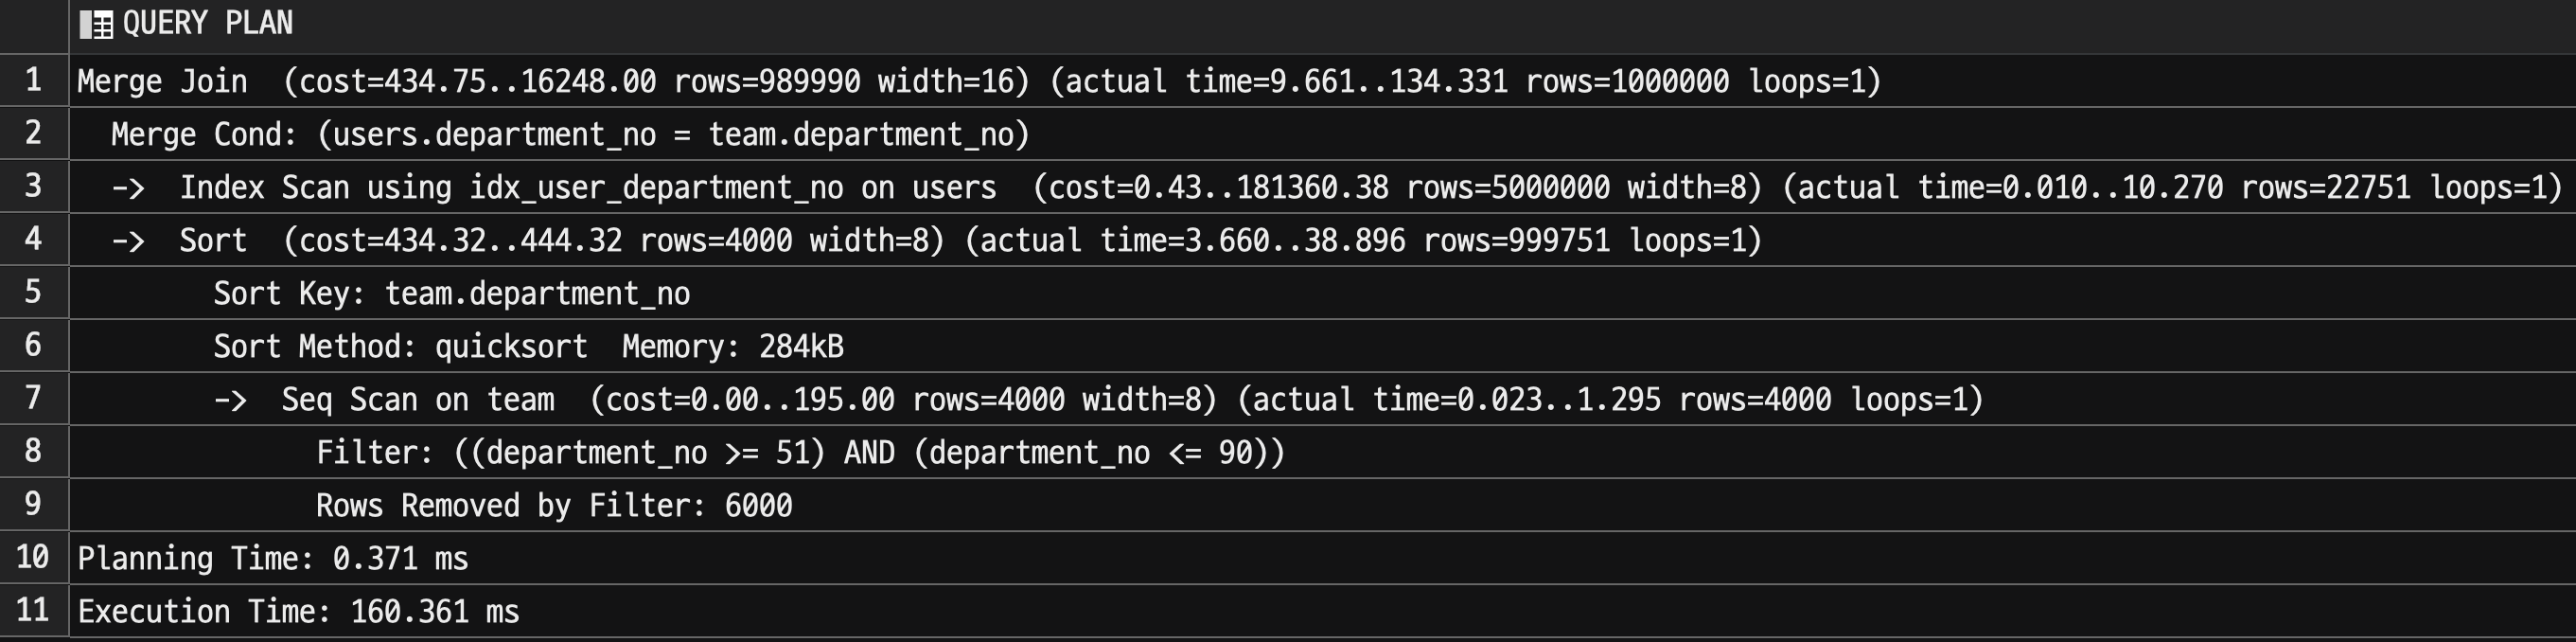 QUERY PLAN
1 Merge Join  (cost=434.75..16248.00 rows=989990 width=16) (actual time=9.661..134.331 rows=1000000 loops=1)
2   Merge Cond: (users.department_no = team.department_no)
3   ->  Index Scan using idx_user_department_no on users  (cost=0.43..181360.38 rows=5000000 width=8) (actual time=0.010..10.270 rows=22751 loops=1)
4   ->  Sort  (cost=434.32..444.32 rows=4000 width=8) (actual time=3.660..38.896 rows=999751 loops=1)
5         Sort Key: team.department_no
6         Sort Method: quicksort  Memory: 284kB
7         ->  Seq Scan on team  (cost=0.00..195.00 rows=4000 width=8) (actual time=0.023..1.295 rows=4000 loops=1)
8               Filter: ((department_no >= 51) AND (department_no <= 90))
9               Rows Removed by Filter: 6000
10 Planning Time: 0.371 ms
11 Execution Time: 160.361 ms